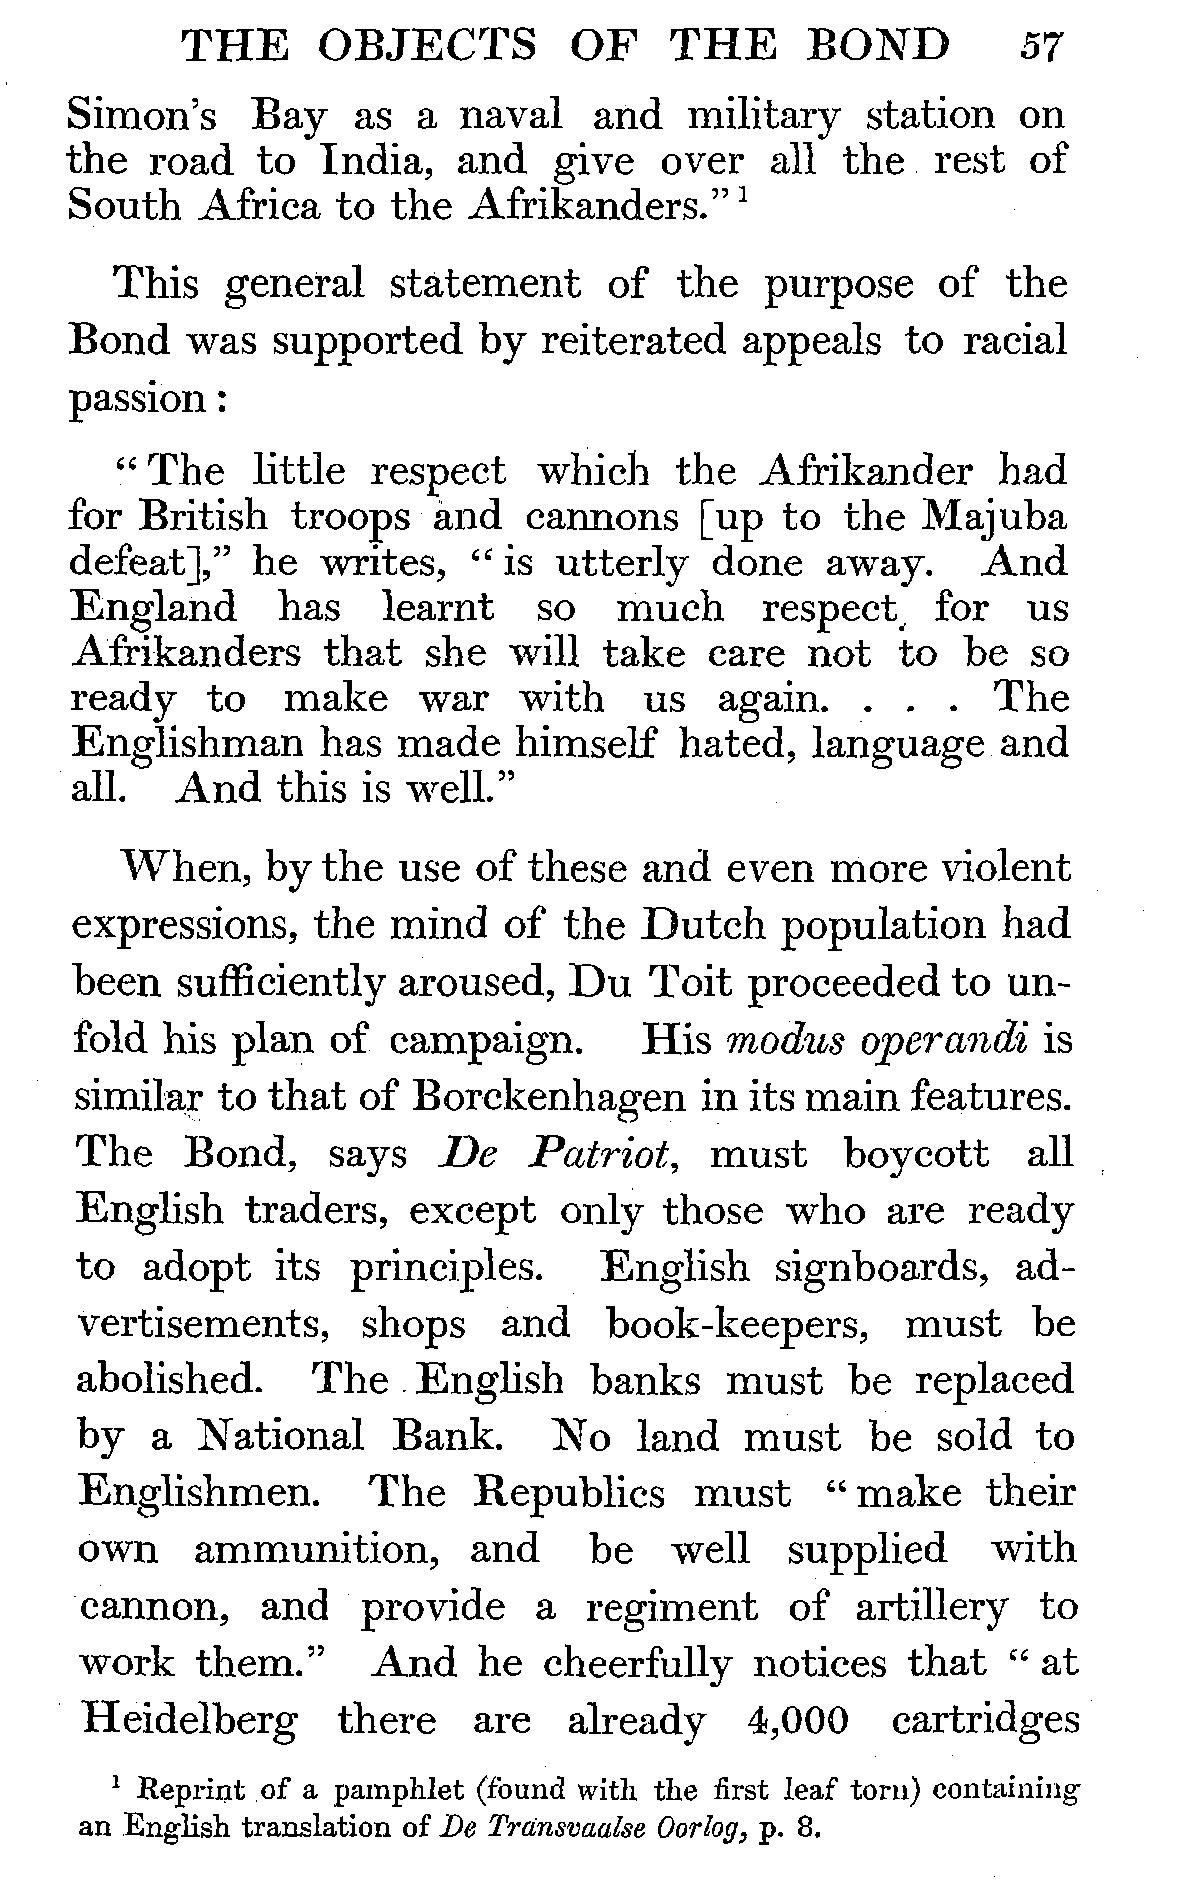 THE OBJECTS OF THE BOND 57
Simon's Bay as a naval and military station on
the road to India, and give over all the rest of
South Africa to the Afrikanders." ¹
This general statement of the purpose of the
Bond was supported by reiterated appeals to racial
passion :
" The little respect which the Afrikander had
for British troops and cannons [up to the Majuba
defeat]," he writes, " is utterly done away. And
England has learnt so much respect for us
Afrikanders that she will take care not to be so
ready to make war with us again. . . . The
Englishman has made himself hated, language and
all. And this is well."
When, by the use of these and even more violent
expressions, the mind of the Dutch population had
been sufficiently aroused, Du Toit proceeded to un-
fold his plan of campaign. His modus operandi is
similar to that of Borckenhagen in its main features.
The Bond, says De Patriot, must boycott all
English traders, except only those who are ready
to adopt its principles. English signboards, ad-
vertisements, shops and book-keepers, must be
abolished. The English banks must be replaced
by a National Bank. No land must be sold to
Englishmen. The Republics must " make their
own ammunition, and be well supplied with
cannon, and provide a regiment of artillery to
work them." And he cheerfully notices that " at
Heidelberg there are already 4,000 cartridges
¹ Reprint of a pamphlet (found with the first leaf torn) containing
an English translation of De Transvaalse Oorlog, p. 8.